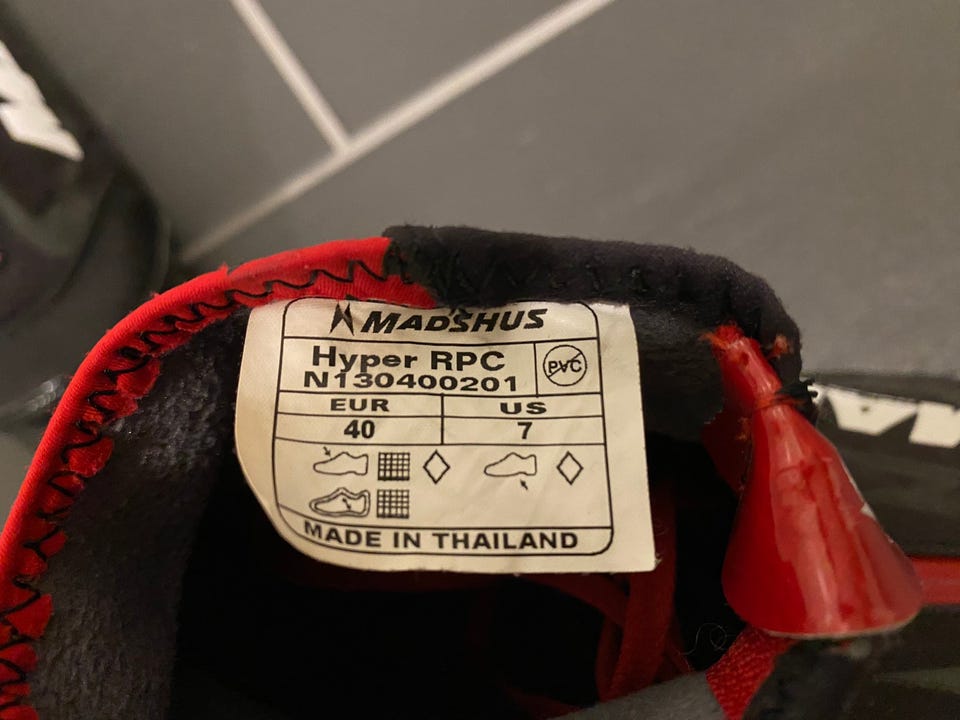 MADSHUS
Hyper RPC
N130400201
PVC
EUR US
40 7
MADE IN THAILAND